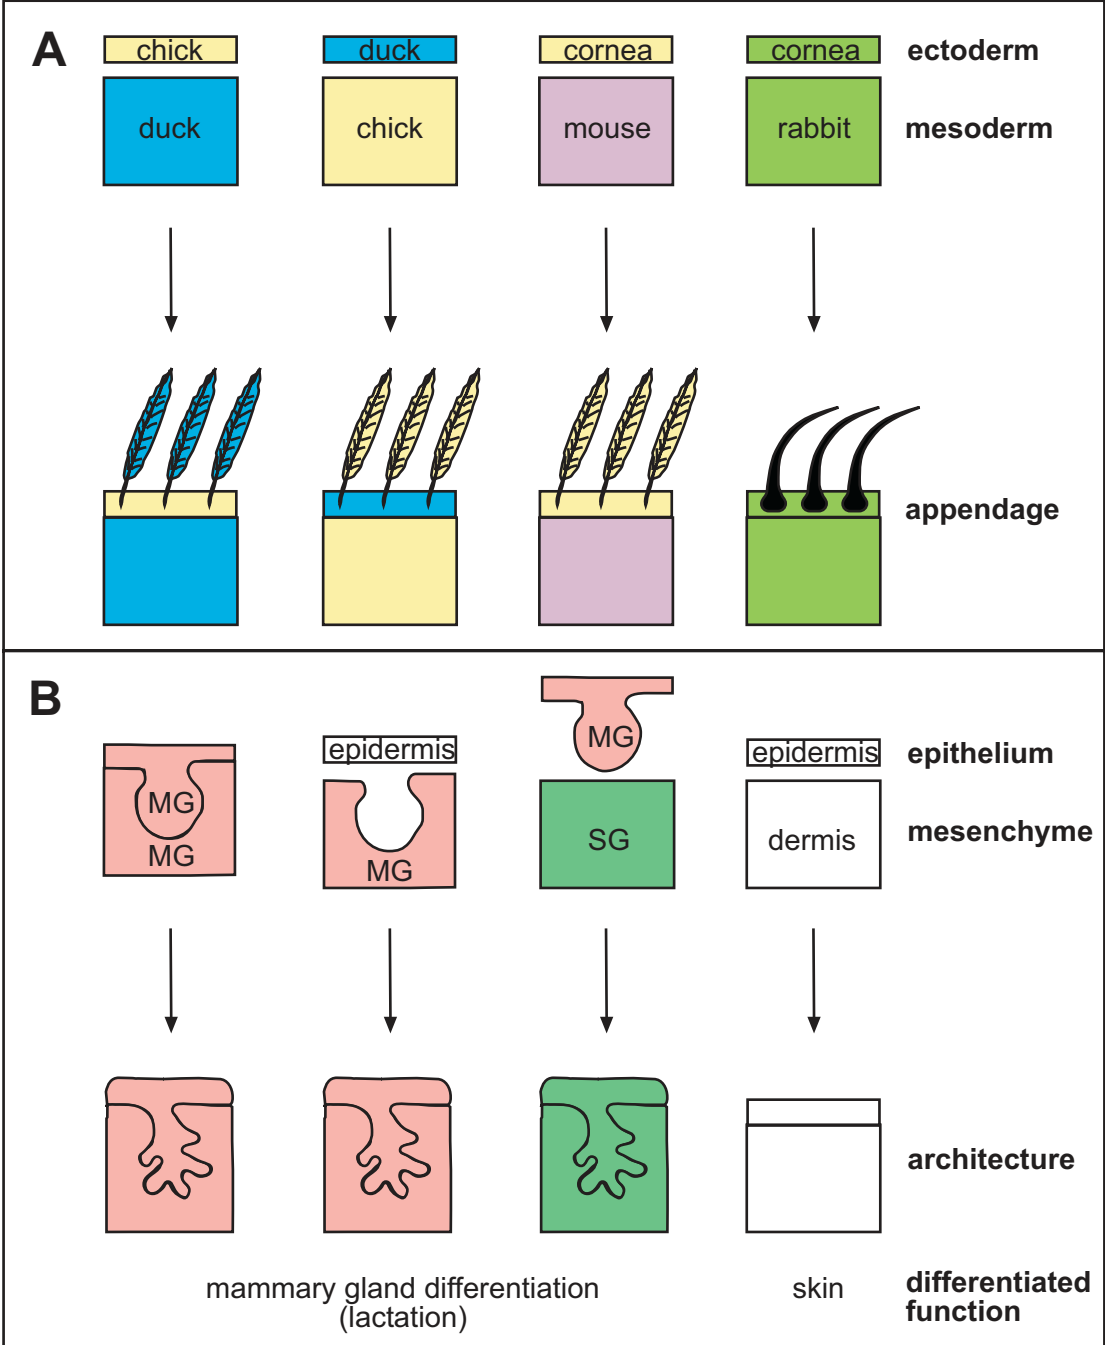 A
chick
duck
cornea
cornea
ectoderm
duck
chick
mouse
rabbit
mesoderm
appendage
B
MG
MG
epidermis
MG
MG
SG
epidermis
dermis
epithelium
mesenchyme
architecture
mammary gland differentiation
(lactation)
skin
differentiated
function